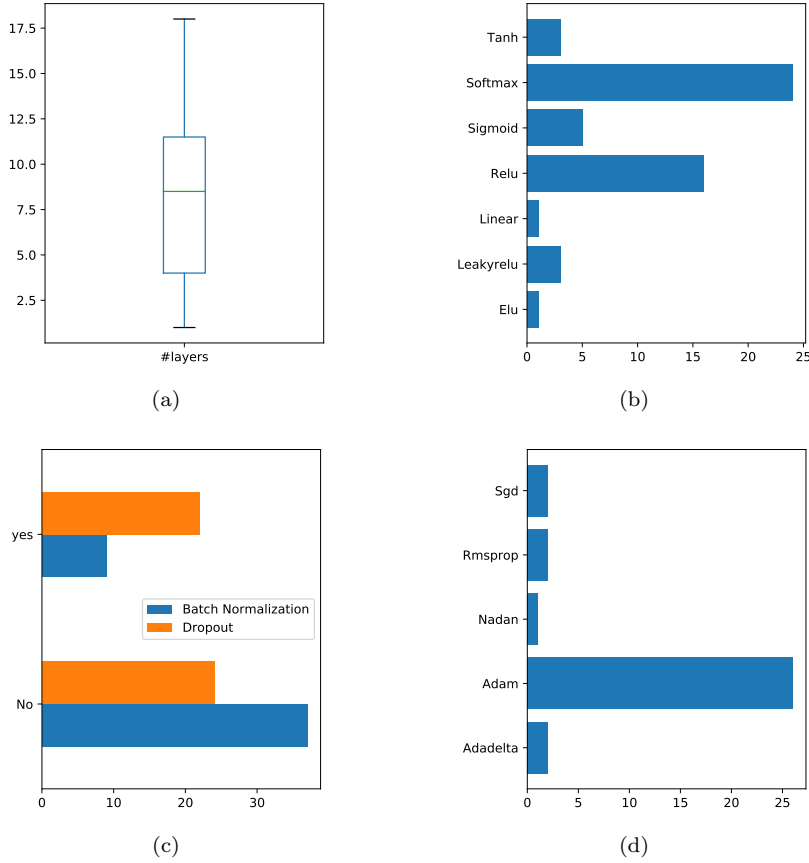 17.5
15.0
12.5
10.0
7.5
5.0
2.5
#layers
(a)
Tanh
Softmax
Sigmoid
Relu
Linear
Leakyrelu
Elu
0 5 10 15 20 25
(b)
yes
No
Batch Normalization
Dropout
0 10 20 30
(c)
Sgd
Rmsprop
Nadan
Adam
Adadelta
0 5 10 15 20 25
(d)